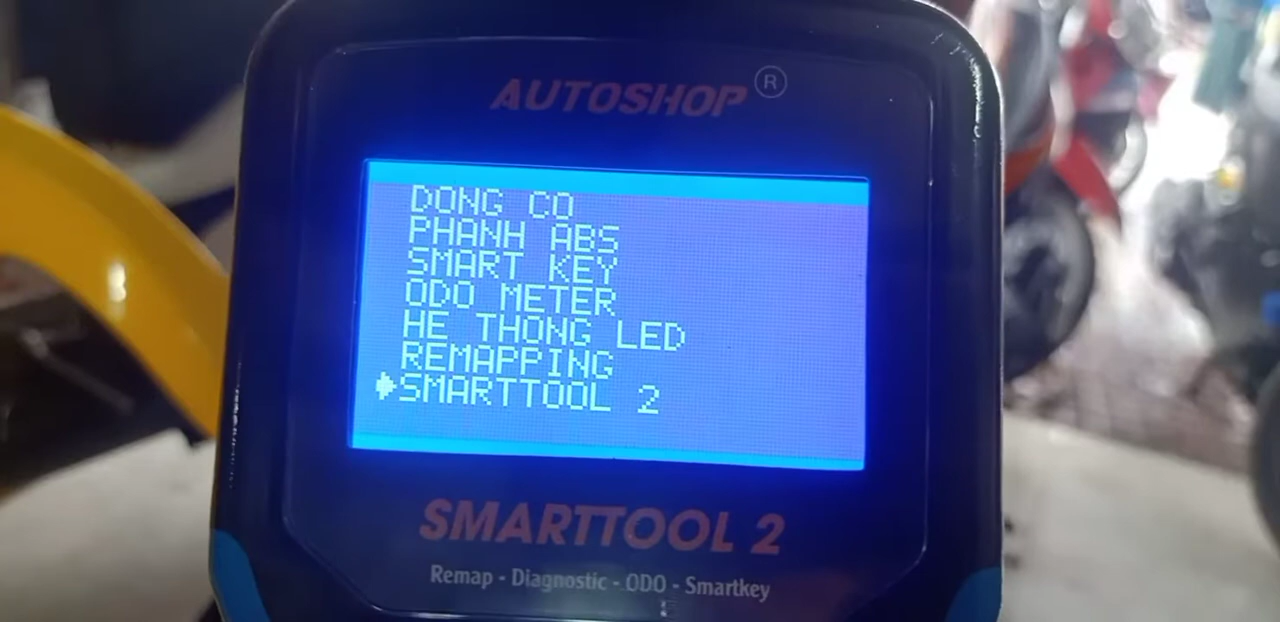 AUTOSHOP ®
DONG CO
PHANH ABS
SMART KEY
ODO METER
HE THONG LED
REMAPPING
SMARTTOOL 2
SMARTTOOL 2
Remap - Diagnostic - ODO - Smartkey